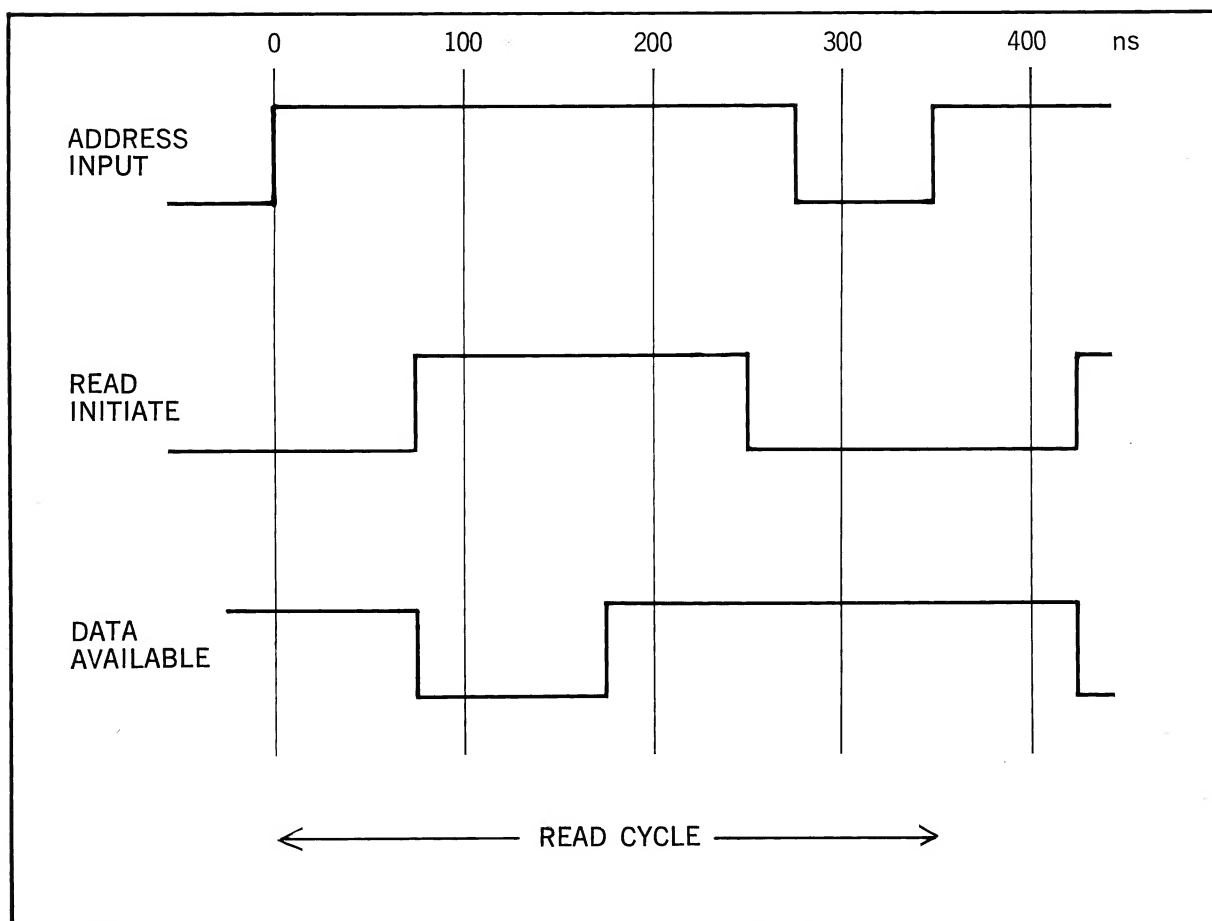 0 100 200 300 400 ns
ADDRESS
INPUT
READ
INITIATE
DATA
AVAILABLE
READ CYCLE